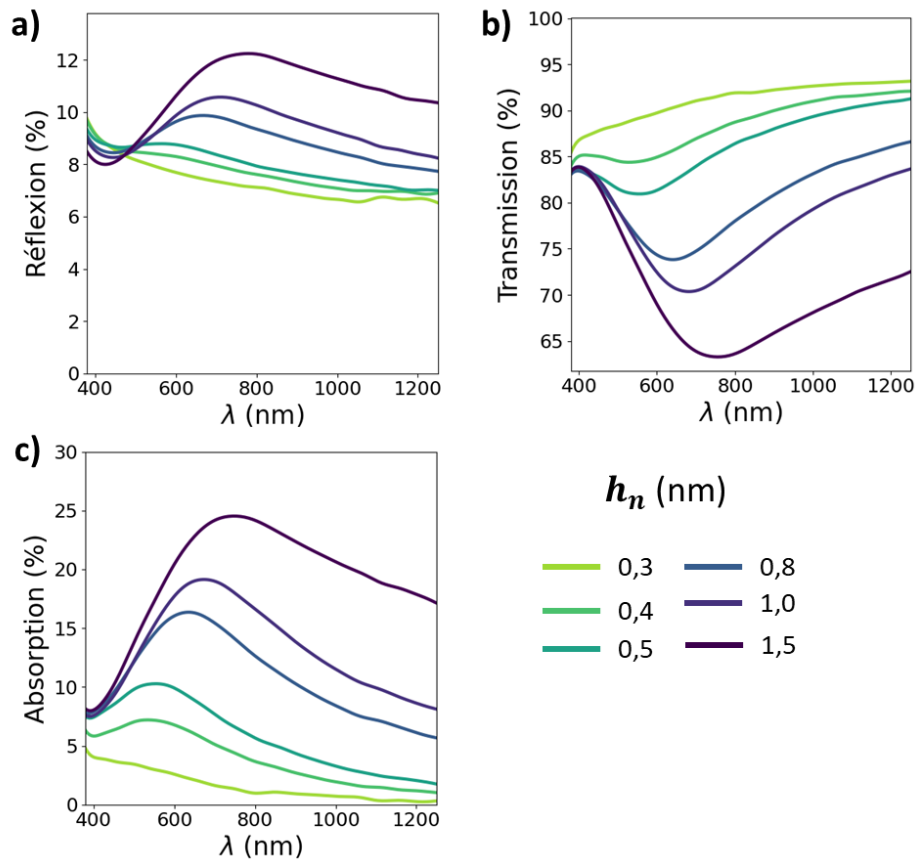 a)
Réflexion (%)
12
10
8
6
4
2
0
400 600 800 1000 1200
λ (nm)
b)
Transmission (%)
100
95
90
85
80
75
70
65
400 600 800 1000 1200
λ (nm)
c)
Absorption (%)
30
25
20
15
10
5
0
400 600 800 1000 1200
λ (nm)
hₙ (nm)
0,3 0,8
0,4 1,0
0,5 1,5